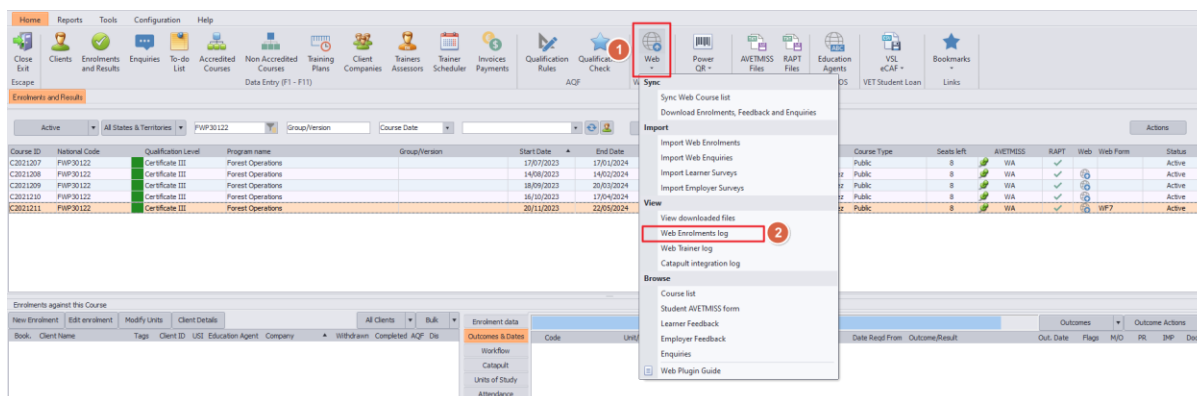 Home Reports Tools Configuration Help
Close Exit
Clients
Enrolments and Results
Enquiries
To-do List
Accredited Courses
Non Accredited Courses
Training Plans
Client Companies
Trainers Assessors
Trainer Scheduler
Invoices Payments
Qualification Rules
Qualification Check
1
Web
Power QR
AVETMISS Files
RAPT Files
Education Agents
VSL eCAF
Bookmarks
Escape Data Entry (F1 - F11) AQF VET Student Loan Links
Enrolments and Results
Active All States & Territories FWP30122 Group/Version Course Date Actions
Course ID National Code Qualification Level Program name Group/Version Start Date End Date Course Type Seats left AVETMISS RAPT Web Web Form Status
C2021207 FWP30122 Certificate III Forest Operations 17/07/2023 17/01/2024 Public 8 WA Active
C2021208 FWP30122 Certificate III Forest Operations 14/08/2023 14/02/2024 Public 8 WA Active
C2021209 FWP30122 Certificate III Forest Operations 18/09/2023 20/03/2024 Public 8 WA Active
C2021210 FWP30122 Certificate III Forest Operations 16/10/2023 17/04/2024 Public 8 WA Active
C2021211 FWP30122 Certificate III Forest Operations 20/11/2023 22/05/2024 Public 8 WA WF7 Active
Sync
Sync Web Course list
Download Enrolments, Feedback and Enquiries
Import
Import Web Enrolments
Import Web Enquiries
Import Learner Surveys
Import Employer Surveys
View
View downloaded files
Web Enrolments log
2
Web Trainer log
Catapult integration log
Browse
Course list
Student AVETMISS form
Learner Feedback
Employer Feedback
Enquiries
Web Plugin Guide
Enrolments against this Course
New Enrolment Edit enrolment Modify Units Client Details All Clients Bulk
Book. Client Name Tags Client ID USI Education Agent Company Withdrawn Completed AQF Dis
Enrolment data
Outcomes & Dates
Workflow
Catapult
Units of Study
Attendance
Outcomes Outcome Actions
Code Unit/ Date Reqd From Outcome/Result Out. Date Flags M/O PR IMP Doc